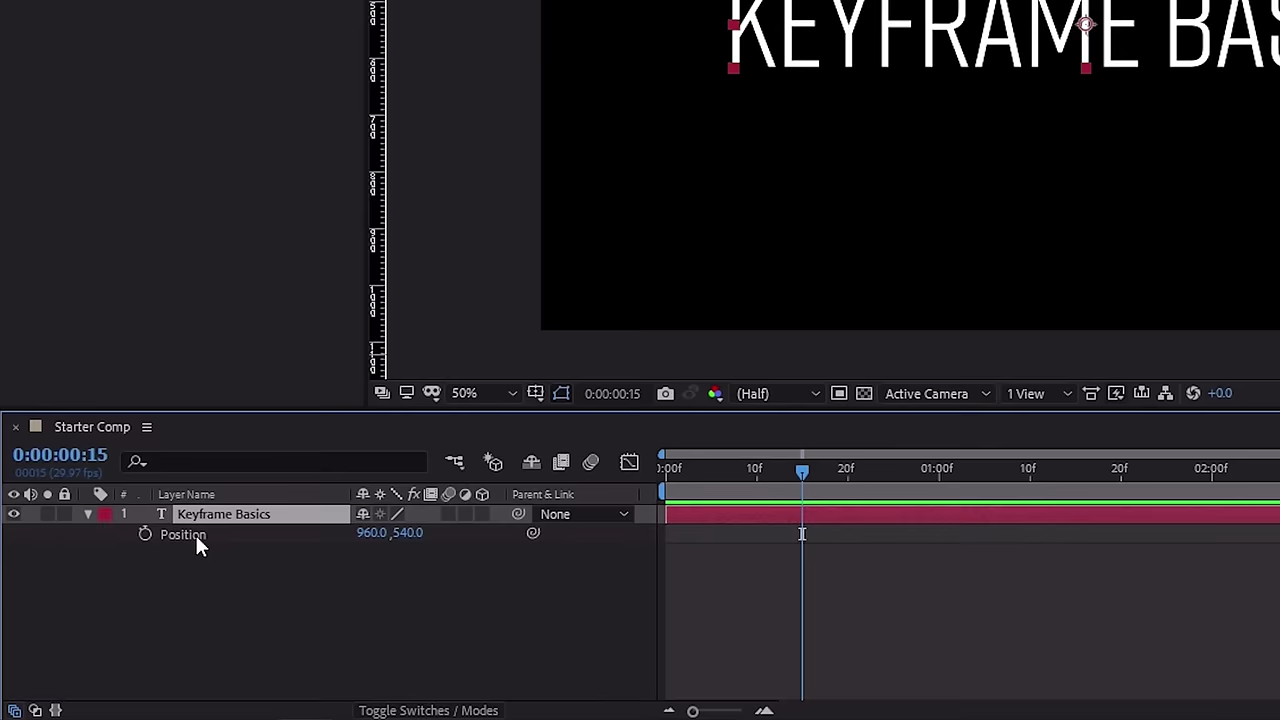 KEYFRAME BAS
50%
0:00:00:15
(Half)
Active Camera
1 View
+0.0
Starter Comp
0:00:00:15
00015 (29.97 fps)
:00f 10f 20f 01:00f 10f 20f 02:00f
# . Layer Name fx Parent & Link
1 T Keyframe Basics None
Position 960.0 ,540.0
Toggle Switches / Modes